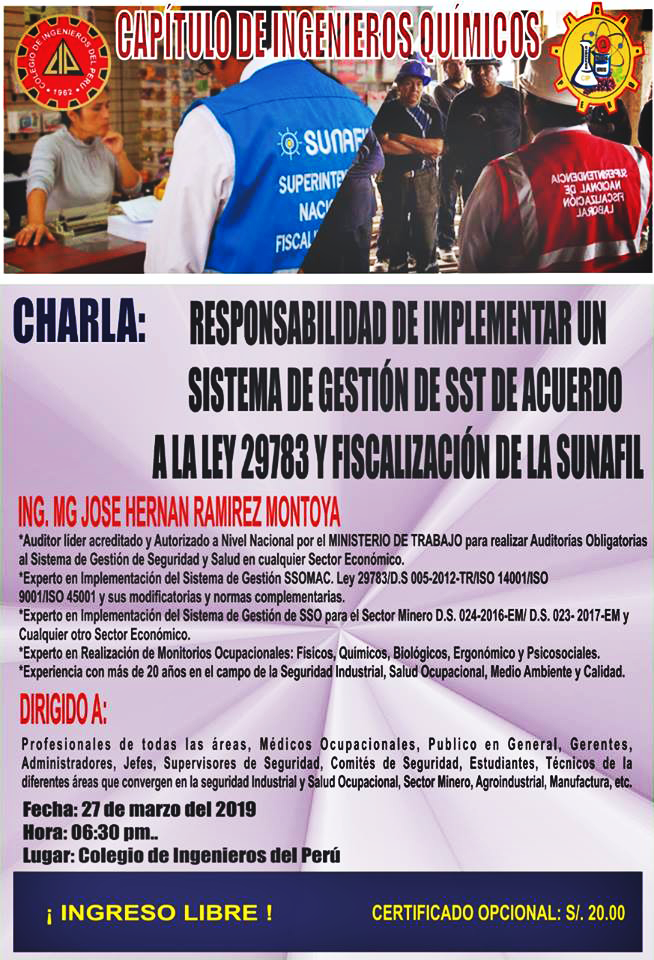 CAPÍTULO DE INGENIEROS QUÍMICOS
COLEGIO DE INGENIEROS DEL PERU
CIP
1962
SUNAFIL
SUPERINTE
NACI
FISCALI
SUPERINTENDENCIA
NACIONAL DE
FISCALIZACIÓN
LABORAL
CHARLA: RESPONSABILIDAD DE IMPLEMENTAR UN
SISTEMA DE GESTIÓN DE SST DE ACUERDO
A LA LEY 29783 Y FISCALIZACIÓN DE LA SUNAFIL
ING. MG JOSE HERNAN RAMIREZ MONTOYA
*Auditor líder acreditado y Autorizado a Nivel Nacional por el MINISTERIO DE TRABAJO para realizar Auditorias Obligatorias
al Sistema de Gestión de Seguridad y Salud en cualquier Sector Económico.
*Experto en Implementación del Sistema de Gestión SSOMAC. Ley 29783/D.S 005-2012-TR/ISO 14001/ISO
9001/ISO 45001 y sus modificatorias y normas complementarias.
*Experto en Implementación del Sistema de Gestión de SSO para el Sector Minero D.S. 024-2016-EM/ D.S. 023- 2017-EM y
Cualquier otro Sector Económico.
*Experto en Realización de Monitorios Ocupacionales: Físicos, Químicos, Biológicos, Ergonómico y Psicosociales.
*Experiencia con más de 20 años en el campo de la Seguridad Industrial, Salud Ocupacional, Medio Ambiente y Calidad.
DIRIGIDO A:
Profesionales de todas las áreas, Médicos Ocupacionales, Publico en General, Gerentes,
Administradores, Jefes, Supervisores de Seguridad, Comités de Seguridad, Estudiantes, Técnicos de la
diferentes áreas que convergen en la seguridad Industrial y Salud Ocupacional, Sector Minero, Agroindustrial, Manufactura, etc.
Fecha: 27 de marzo del 2019
Hora: 06:30 pm..
Lugar: Colegio de Ingenieros del Perú
¡ INGRESO LIBRE !
CERTIFICADO OPCIONAL: S/. 20.00